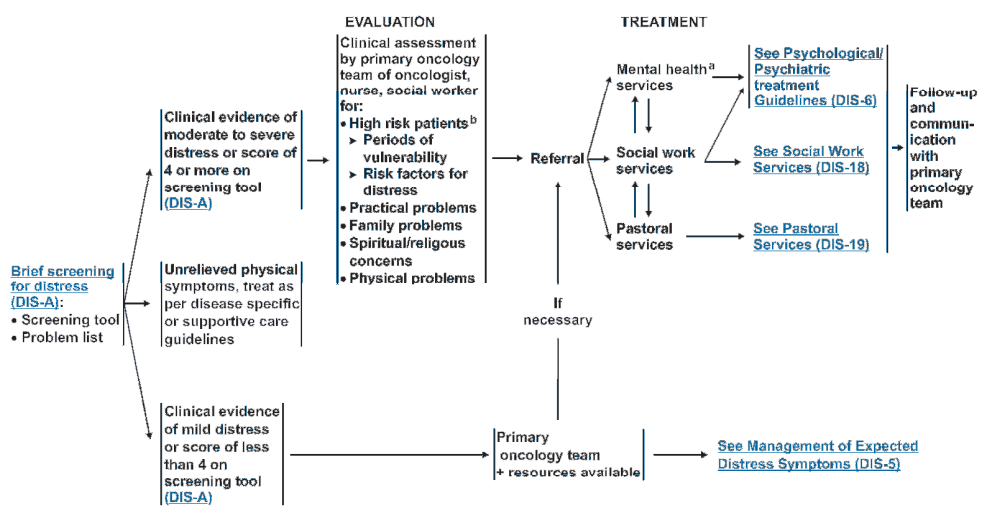 EVALUATION
TREATMENT
Brief screening
for distress
(DIS-A):
• Screening tool
• Problem list
Clinical evidence of
moderate to severe
distress or score of
4 or more on
screening tool
(DIS-A)
Unrelieved physical
symptoms, treat as
per disease specific
or supportive care
guidelines
Clinical evidence
of mild distress
or score of less
than 4 on
screening tool
(DIS-A)
Clinical assessment
by primary oncology
team of oncologist,
nurse, social worker
for:
• High risk patientsᵇ
➤ Periods of
vulnerability
➤ Risk factors for
distress
• Practical problems
• Family problems
• Spiritual/religous
concerns
• Physical problems
Referral
If
necessary
Primary
oncology team
+ resources available
Mental healthᵃ
services
Social work
services
Pastoral
services
See Psychological/
Psychiatric
treatment
Guidelines (DIS-6)
See Social Work
Services (DIS-18)
See Pastoral
Services (DIS-19)
See Management of Expected
Distress Symptoms (DIS-5)
Follow-up
and
commun-
ication
with
primary
oncology
team